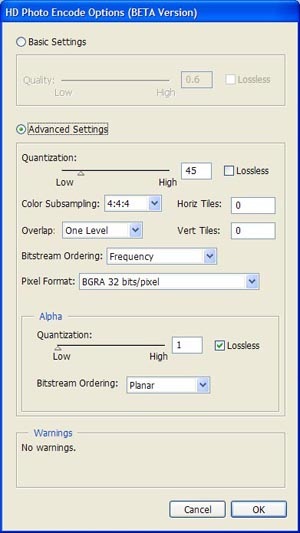 HD Photo Encode Options (BETA Version)
Basic Settings
Quality: 0.6 Lossless
Low High
Advanced Settings
Quantization: 
45 Lossless
Low High
Color Subsampling: 4:4:4 Horiz Tiles: 0
Overlap: One Level Vert Tiles: 0
Bitstream Ordering: Frequency
Pixel Format: BGRA 32 bits/pixel
Alpha
Quantization:
1 Lossless
Low High
Bitstream Ordering: Planar
Warnings
No warnings.
Cancel OK